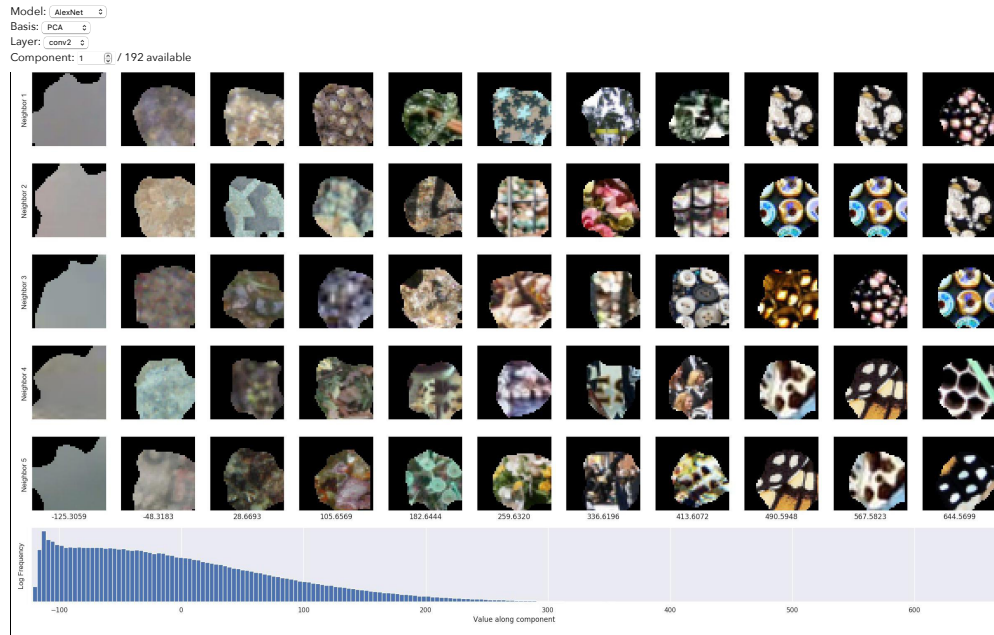 Model: AlexNet
Basis: PCA
Layer: conv2
Component: 1 / 192 available
Neighbor 1
Neighbor 2
Neighbor 3
Neighbor 4
Neighbor 5
-125.3059 -48.3183 28.6693 105.6569 182.6444 259.6320 336.6196 413.6072 490.5948 567.5823 644.5699
Log Frequency
−100 0 100 200 300 400 500 600
Value along component